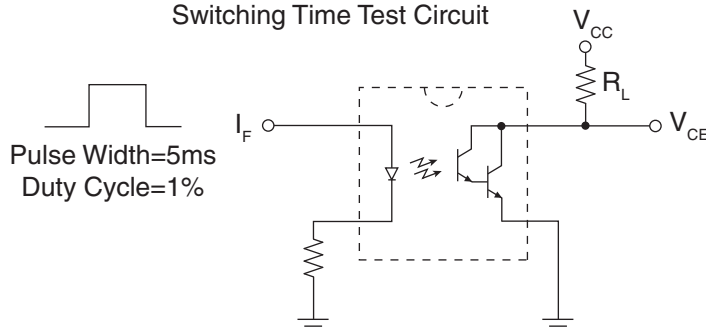 Switching Time Test Circuit
V_CC
R_L
I_F
V_CE
Pulse Width=5ms
Duty Cycle=1%